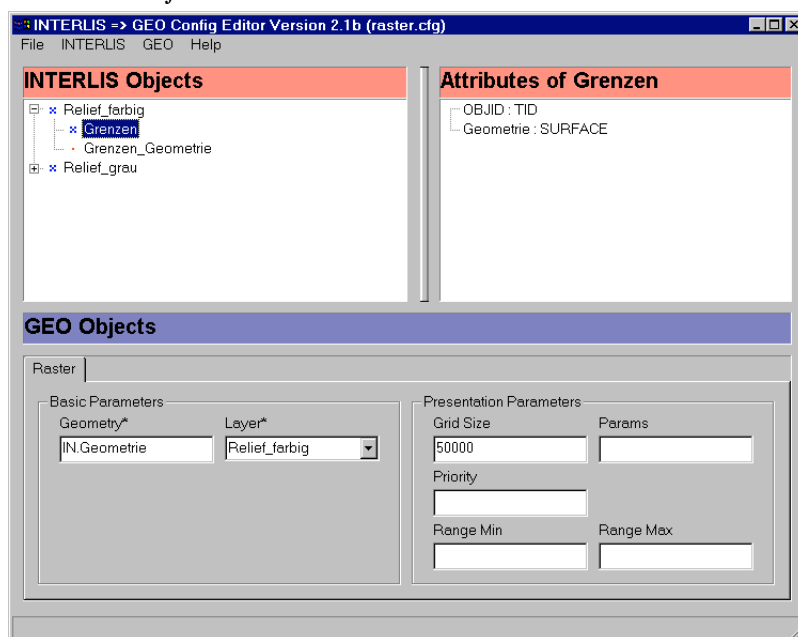 INTERLIS => GEO Config Editor Version 2.1b (raster.cfg)
File INTERLIS GEO Help
INTERLIS Objects
Relief_farbig
Grenzen
Grenzen_Geometrie
Relief_grau
Attributes of Grenzen
OBJID : TID
Geometrie : SURFACE
GEO Objects
Raster
Basic Parameters
Geometry* Layer*
IN.Geometrie Relief_farbig
Presentation Parameters
Grid Size Params
50000
Priority
Range Min Range Max